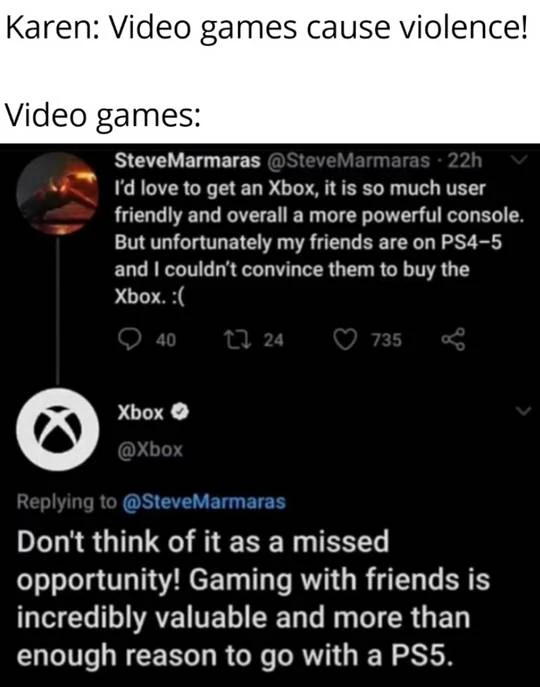 Karen: Video games cause violence!
Video games:
SteveMarmaras @SteveMarmaras · 22h
I'd love to get an Xbox, it is so much user
friendly and overall a more powerful console.
But unfortunately my friends are on PS4-5
and I couldn't convince them to buy the
Xbox. :(
40 24 735
Xbox
@Xbox
Replying to @SteveMarmaras
Don't think of it as a missed
opportunity! Gaming with friends is
incredibly valuable and more than
enough reason to go with a PS5.